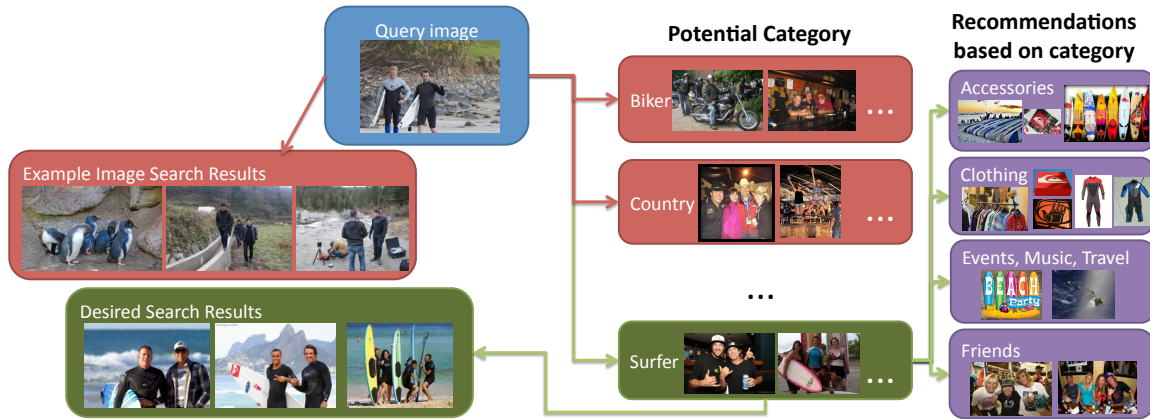 Query image
Potential Category
Recommendations
based on category
Biker
...
Accessories
Example Image Search Results
Country
...
Clothing
...
Events, Music, Travel
BEACH
Party
Desired Search Results
Surfer
...
Friends